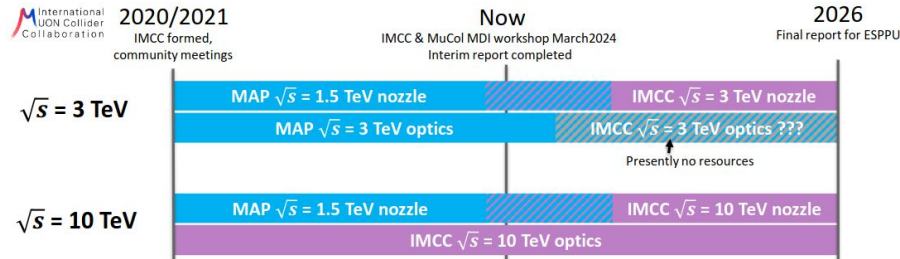 International
UON Collider
Collaboration
2020/2021
IMCC formed,
community meetings
Now
IMCC & MuCol MDI workshop March2024
Interim report completed
2026
Final report for ESPPU
√s = 3 TeV
MAP √s = 1.5 TeV nozzle
IMCC √s = 3 TeV nozzle
MAP √s = 3 TeV optics
IMCC √s = 3 TeV optics ???
Presently no resources
√s = 10 TeV
MAP √s = 1.5 TeV nozzle
IMCC √s = 10 TeV nozzle
IMCC √s = 10 TeV optics